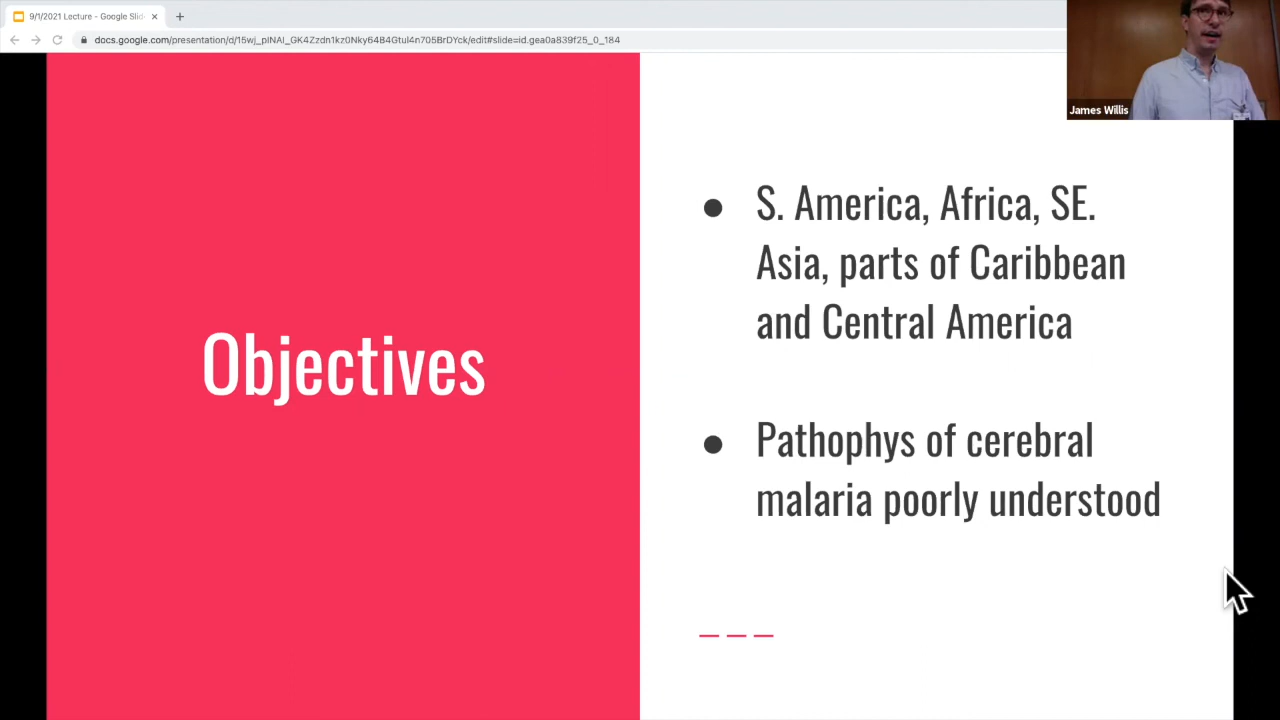 9/1/2021 Lecture - Google Slid
docs.google.com/presentation/d/15wj_pINAI_GK4Zzdn1kz0Nky64B4Gtul4n705BrDYck/edit#slide=id.gea0a839f25_0_184
James Willis
Objectives
● S. America, Africa, SE.
Asia, parts of Caribbean
and Central America
● Pathophys of cerebral
malaria poorly understood